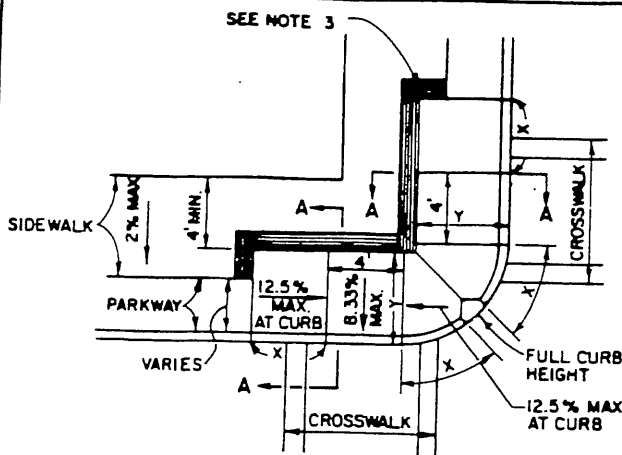 SEE NOTE 3
X
A
A
4'
Y
A
CROSSWALK
SIDEWALK
2% MAX.
4' MIN.
4'
12.5%
MAX.
AT CURB
8.33%
MAX.
Y
X
PARKWAY
VARIES
X
X
FULL CURB
HEIGHT
A
12.5% MAX
AT CURB
CROSSWALK